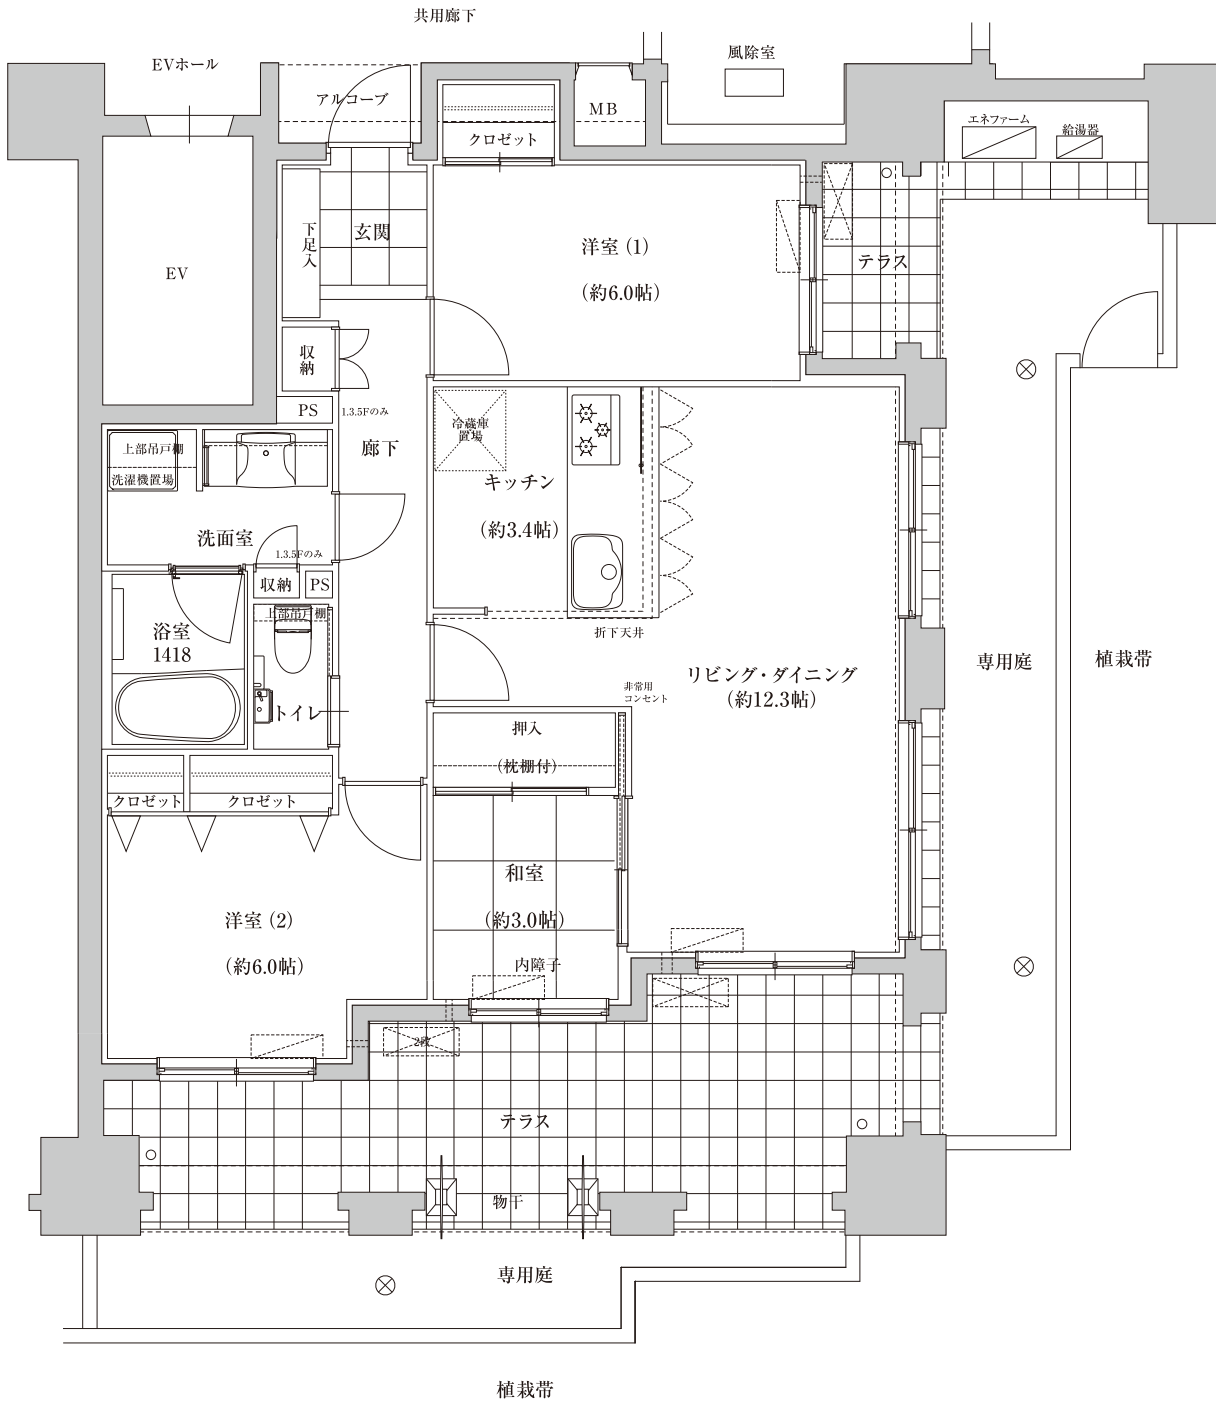 共用廊下
EVホール
アルコーブ
MB
風除室
クロゼット
エネファーム
給湯器
下足入
玄関
洋室(1)
(約6.0帖)
テラス
EV
収納
PS
1.3.5Fのみ
廊下
冷蔵庫
置場
キッチン
(約3.4帖)
上部吊戸棚
洗濯機置場
洗面室
1.3.5Fのみ
収納
PS
上部吊戸棚
浴室
1418
トイレ
折下天井
リビング・ダイニング
(約12.3帖)
非常用
コンセント
専用庭
植栽帯
押入
(枕棚付)
クロゼット
クロゼット
和室
(約3.0帖)
内障子
洋室(2)
(約6.0帖)
2段
テラス
物干
専用庭
植栽帯